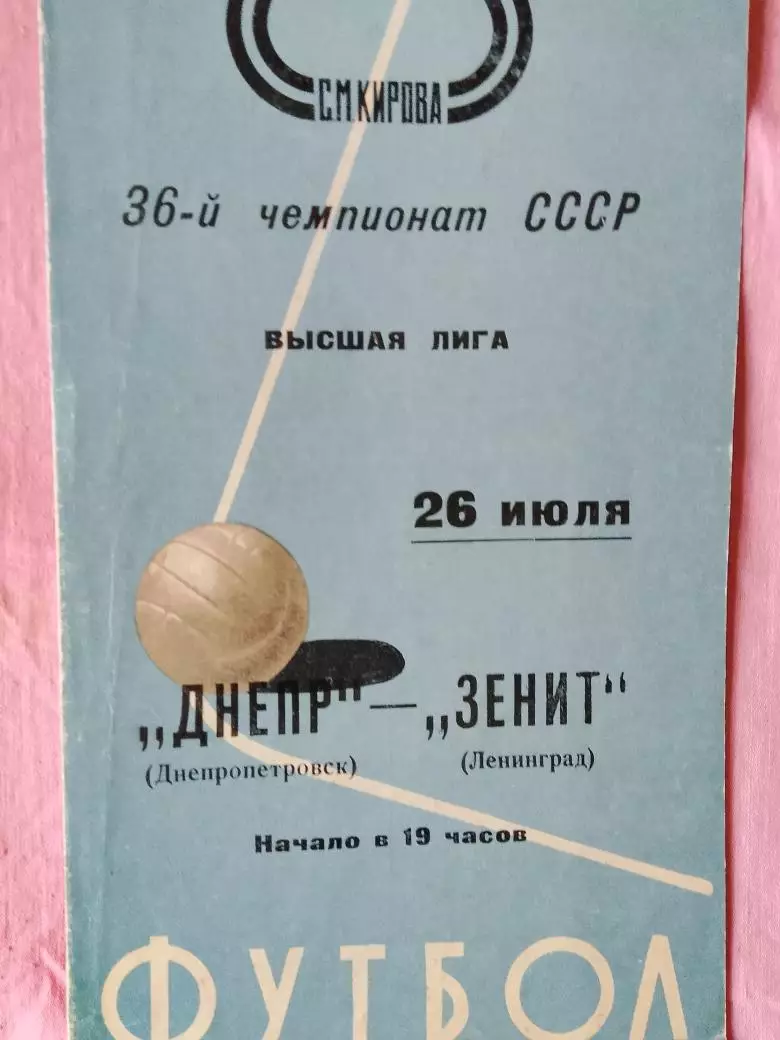 С.М.КИРОВА
36-й чемпионат СССР
ВЫСШАЯ ЛИГА
26 июля
„ДНЕПР“ — „ЗЕНИТ“
(Днепропетровск) (Ленинград)
Начало в 19 часов
ФУТБОЛ